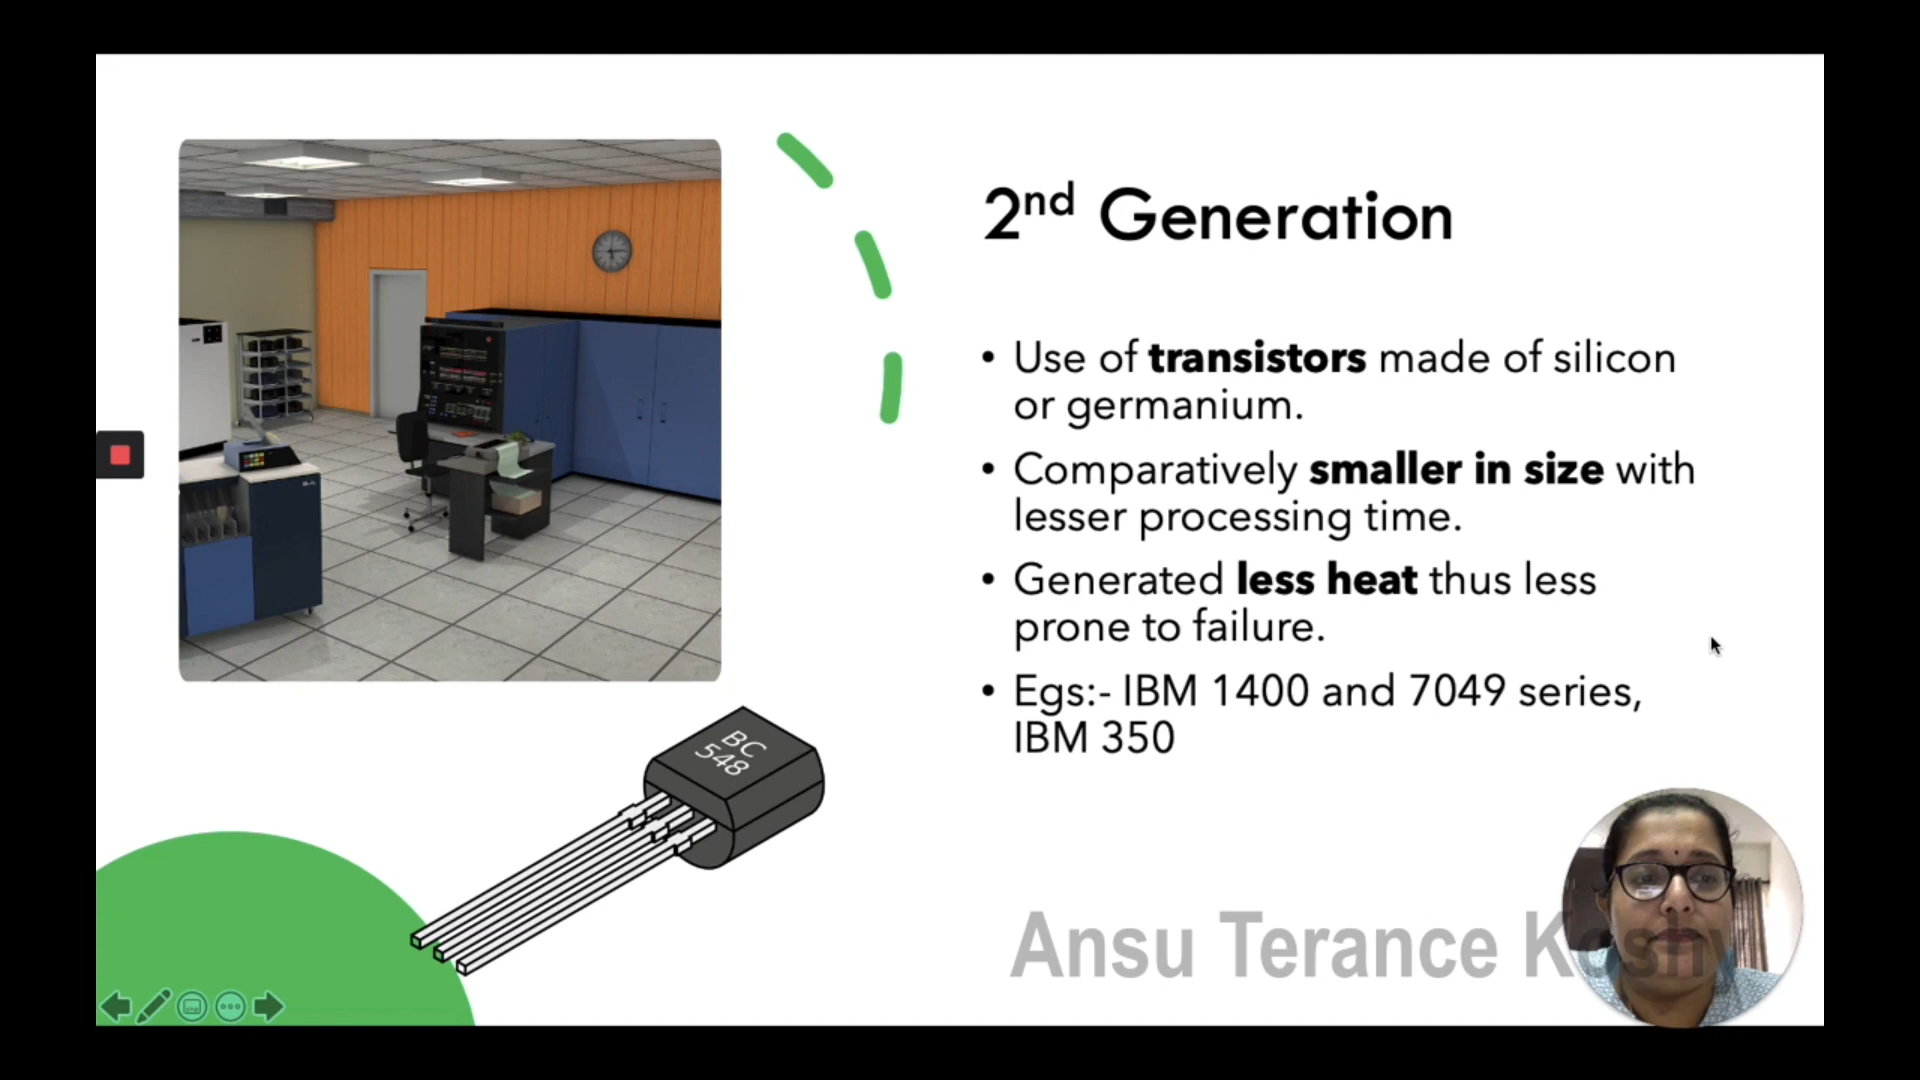 2nd Generation
• Use of transistors made of silicon
or germanium.
• Comparatively smaller in size with
lesser processing time.
• Generated less heat thus less
prone to failure.
• Egs:- IBM 1400 and 7049 series,
IBM 350
BC
548
Ansu Terance Koshy